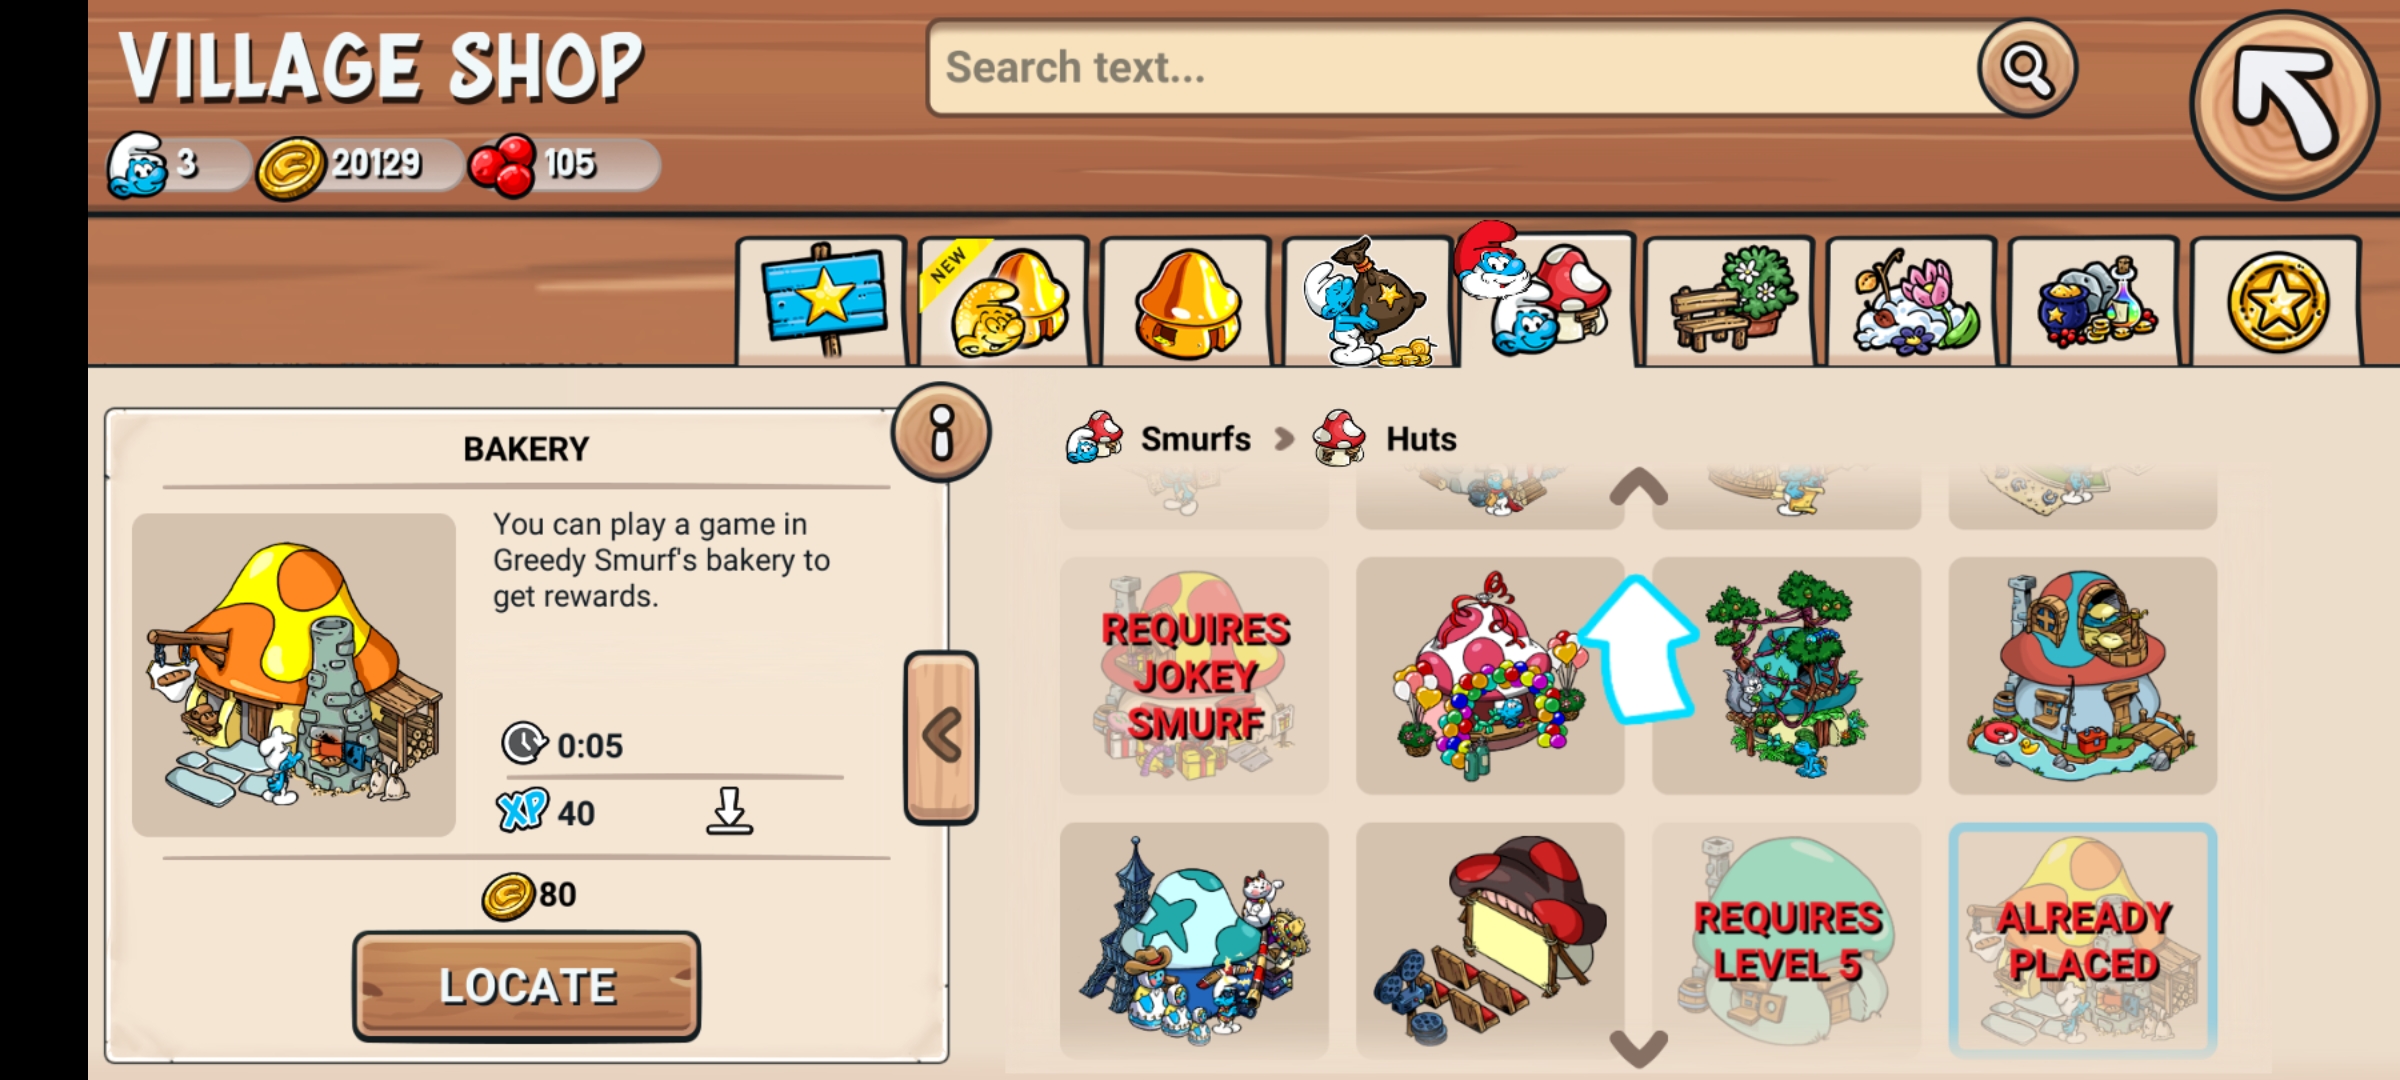 VILLAGE SHOP
Search text...
3
20129
105
NEW
BAKERY
You can play a game in
Greedy Smurf's bakery to
get rewards.
0:05
XP 40
80
LOCATE
Smurfs
Huts
REQUIRES
JOKEY
SMURF
REQUIRES
LEVEL 5
ALREADY
PLACED